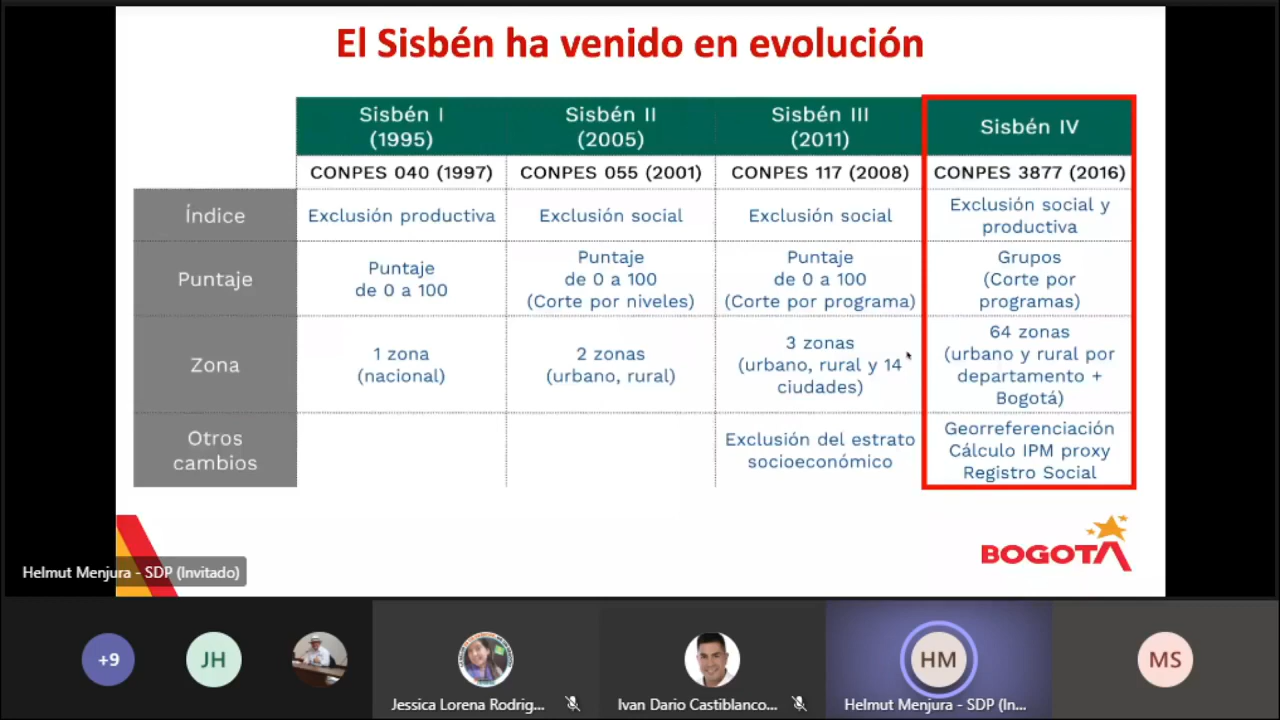 El Sisbén ha venido en evolución
Sisbén I
(1995)
Sisbén II
(2005)
Sisbén III
(2011)
Sisbén IV
CONPES 040 (1997)
CONPES 055 (2001)
CONPES 117 (2008)
CONPES 3877 (2016)
Índice
Exclusión productiva
Exclusión social
Exclusión social
Exclusión social y
productiva
Puntaje
Puntaje
de 0 a 100
Puntaje
de 0 a 100
(Corte por niveles)
Puntaje
de 0 a 100
(Corte por programa)
Grupos
(Corte por
programas)
Zona
1 zona
(nacional)
2 zonas
(urbano, rural)
3 zonas
(urbano, rural y 14
ciudades)
64 zonas
(urbano y rural por
departamento +
Bogotá)
Otros
cambios
Exclusión del estrato
socioeconómico
Georreferenciación
Cálculo IPM proxy
Registro Social
BOGOTA
Helmut Menjura - SDP (Invitado)
+9
JH
HM
MS
Jessica Lorena Rodrig...
Ivan Dario Castiblanco...
Helmut Menjura - SDP (In...